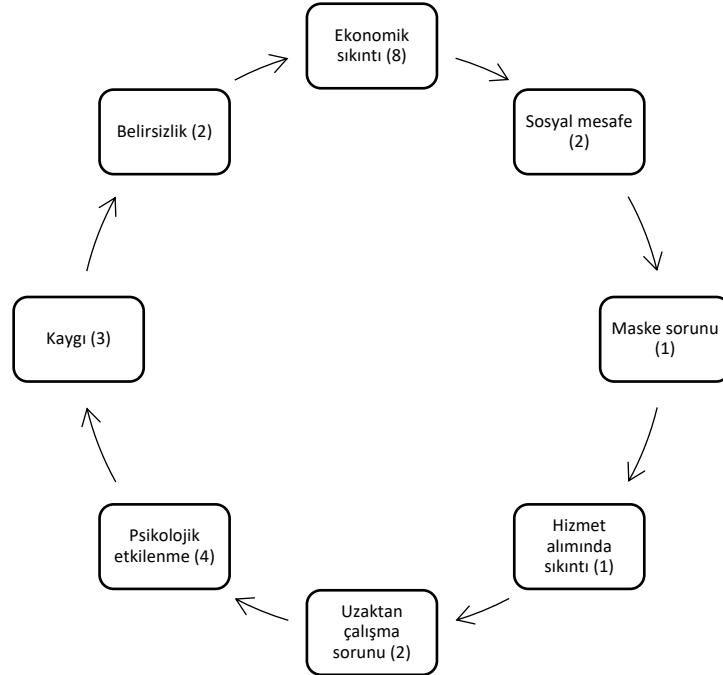 Ekonomik
sıkıntı (8)
Sosyal mesafe
(2)
Maske sorunu
(1)
Hizmet
alımında
sıkıntı (1)
Uzaktan
çalışma
sorunu (2)
Psikolojik
etkilenme (4)
Kaygı (3)
Belirsizlik (2)